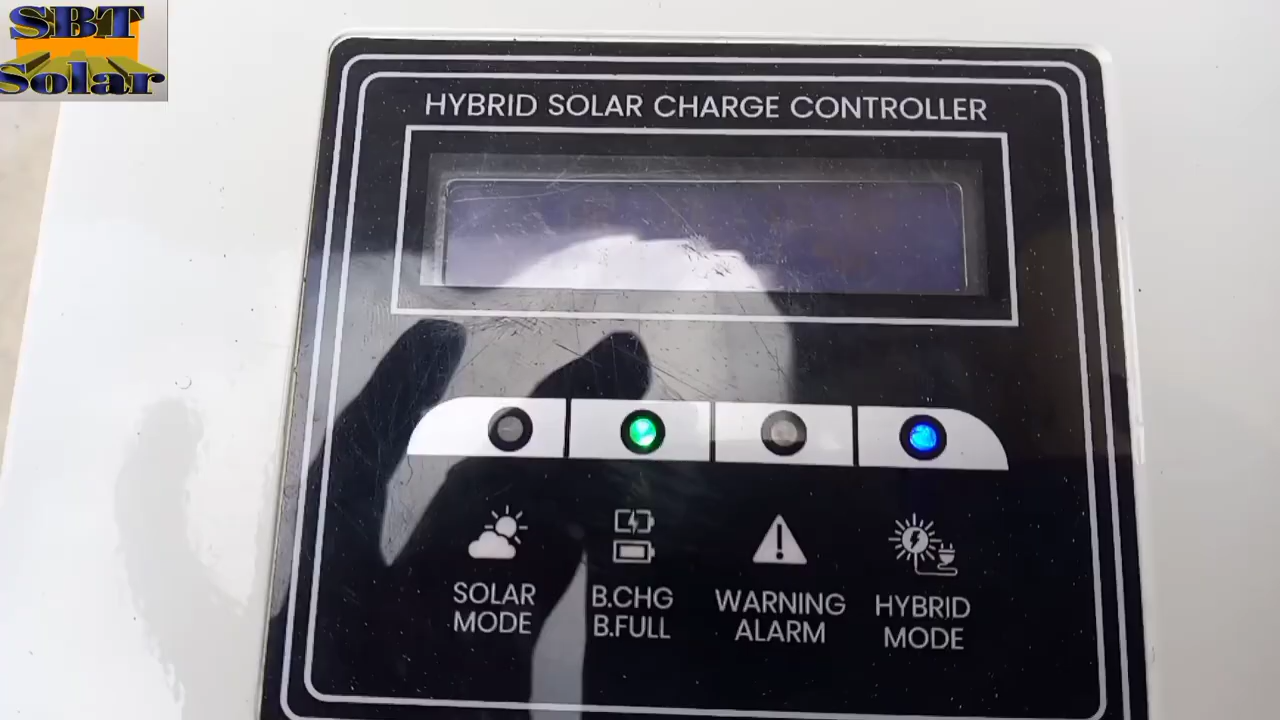 SBT
Solar
HYBRID SOLAR CHARGE CONTROLLER
SOLAR
MODE
B.CHG
B.FULL
WARNING
ALARM
HYBRID
MODE